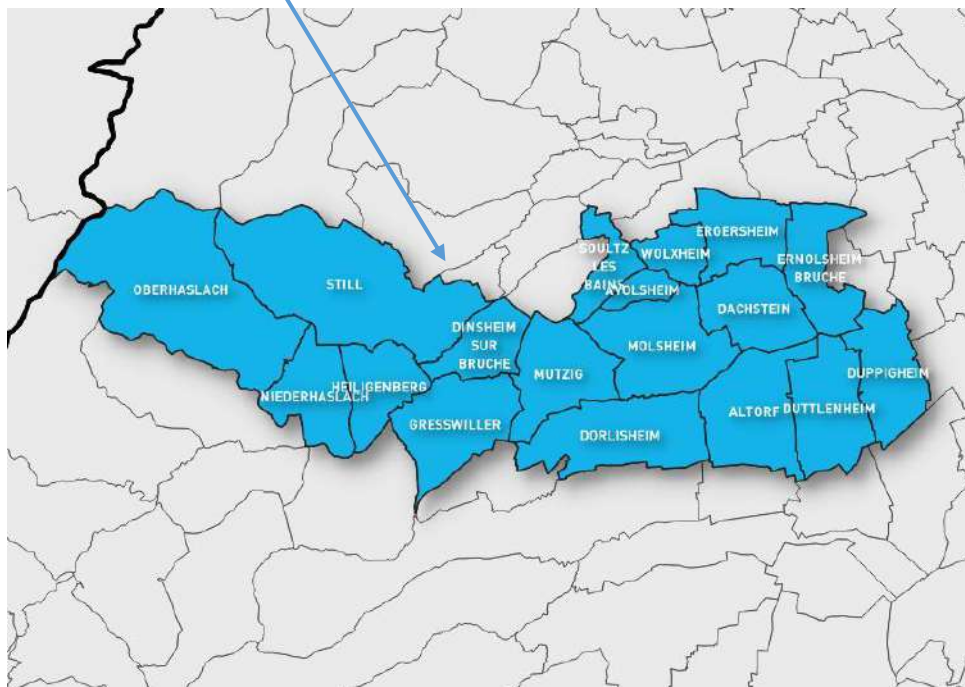 ERGERSHEIM
SOULTZ
LES
BAINS
WOLXHEIM
ERNOLSHEIM
BRUCHE
AVOLSHEIM
OBERHASLACH
STILL
DACHSTEIN
DINSHEIM
SUR
BRUCHE
MOLSHEIM
MUTZIG
DUPPIGHEIM
NIEDERHASLACH
HEILIGENBERG
GRESSWILLER
ALTORF
DUTTLENHEIM
DORLISHEIM